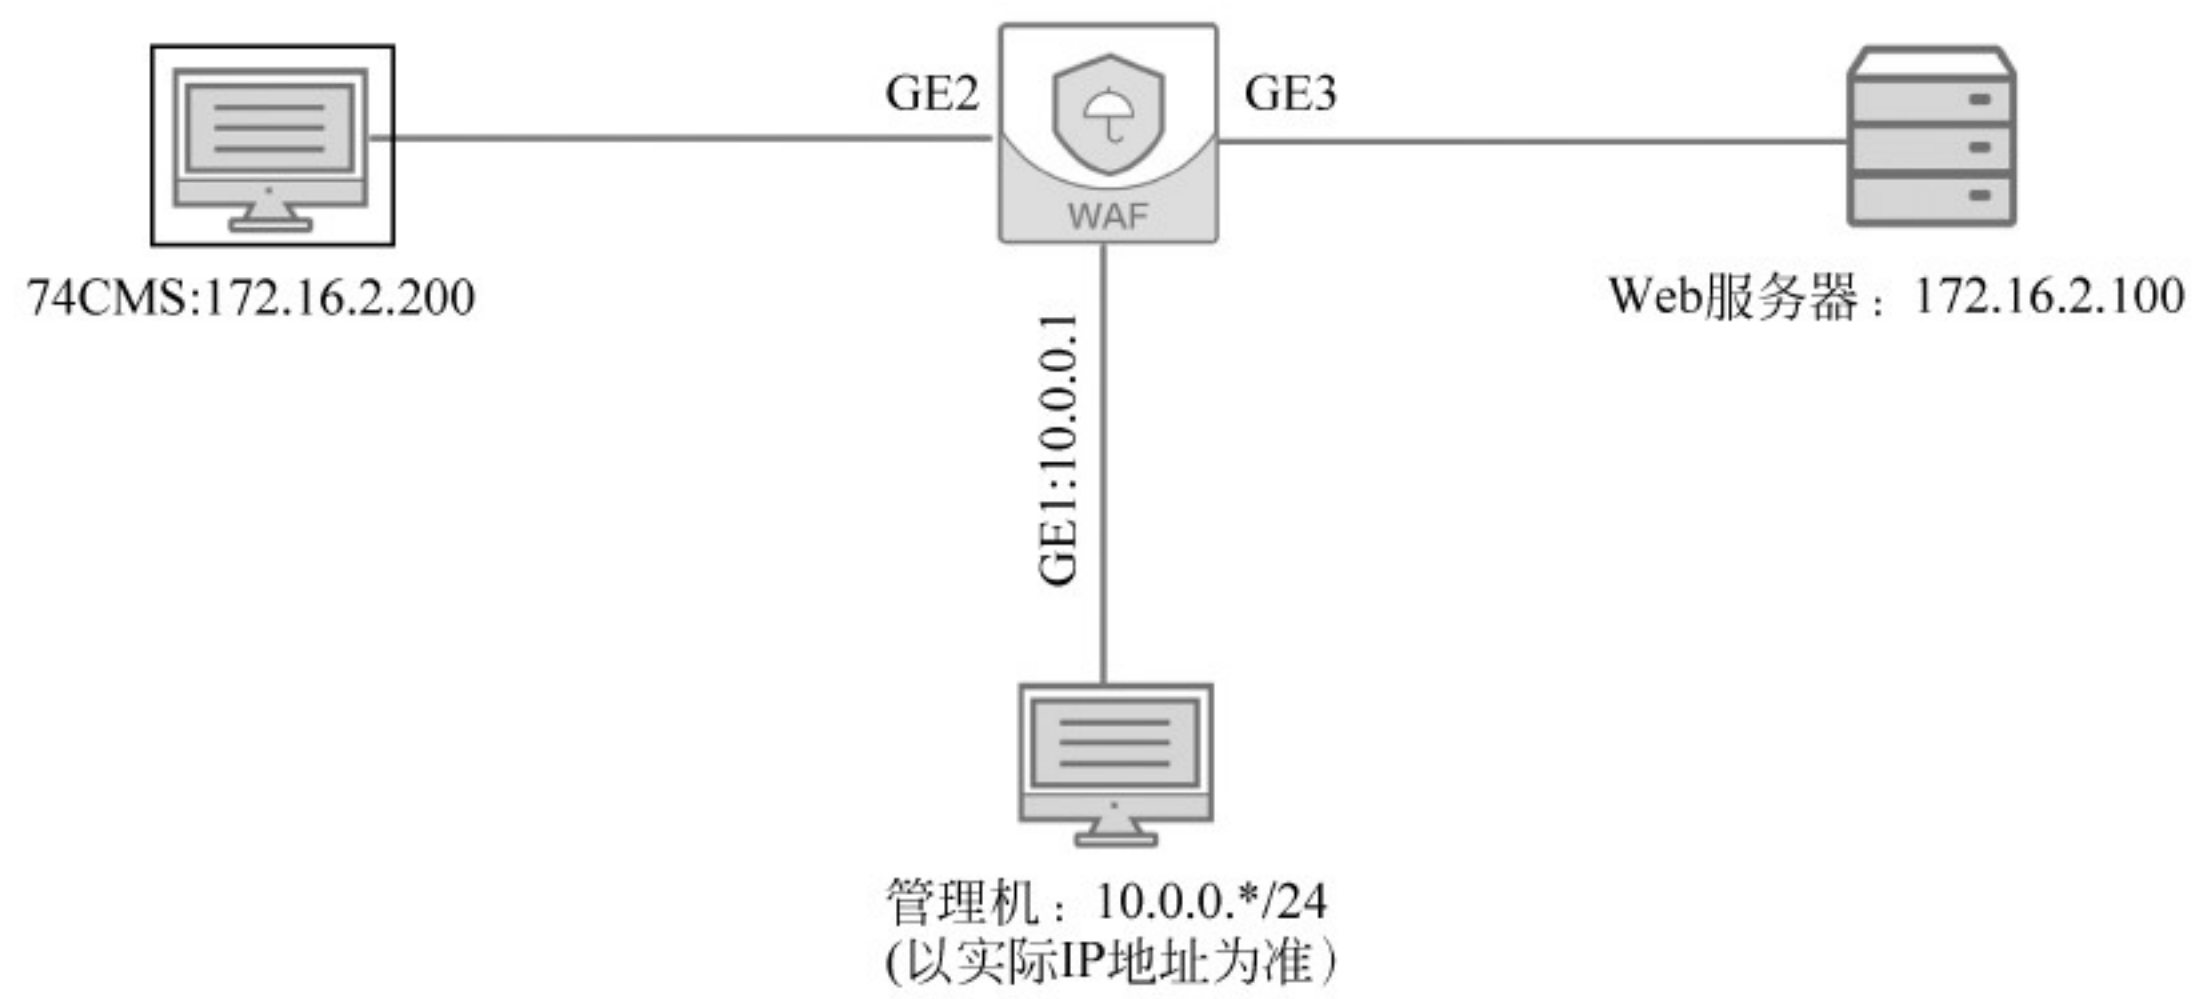 GE2
GE3
WAF
74CMS:172.16.2.200
Web服务器：172.16.2.100
GE1:10.0.0.1
管理机：10.0.0.*/24
(以实际IP地址为准）